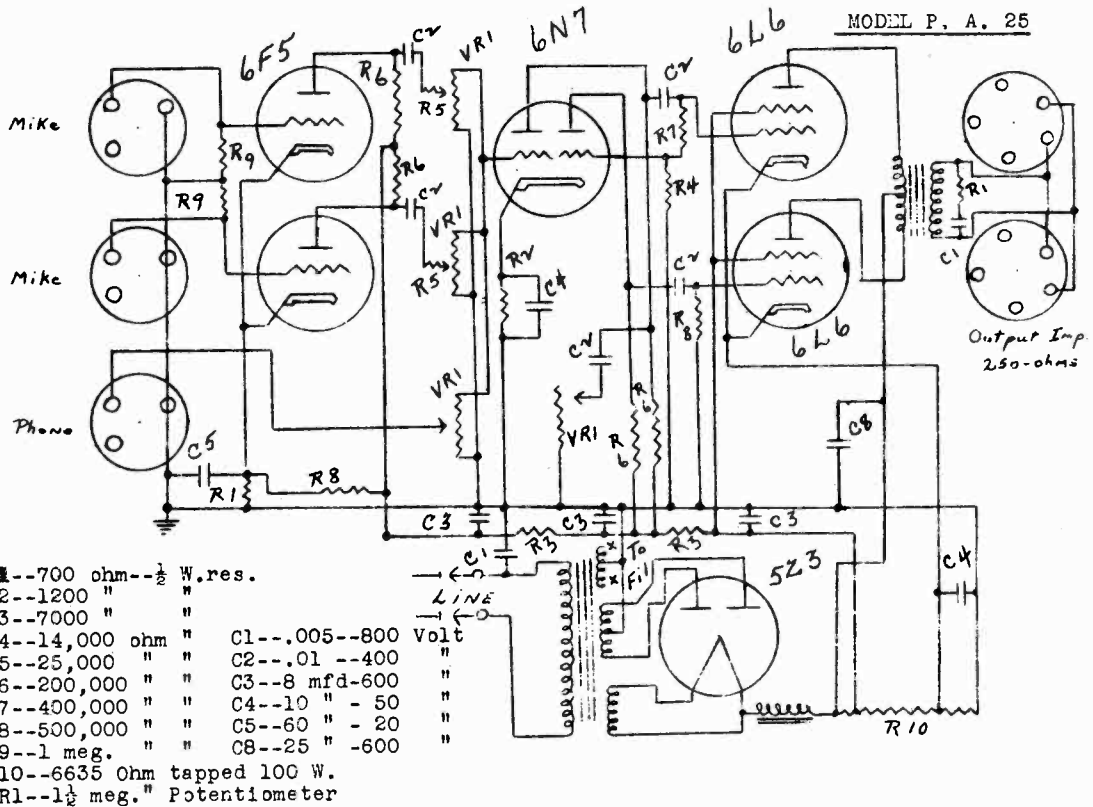 MODEL P. A. 25
6F5
6N7
6L6
C2
VR1
R6
R5
C2
R7
Mike
R9
R9
R6
C2
VR1
R5
R2
C4
R4
C2
R8
R1
C1
Mike
6L6
Output Imp.
250-ohms
C2
VR1
VR1
R6
R6
C8
Phono
C5
R1
R8
C3
R3
C3
To
Fil
x
x
R3
C3
C1
LINE
5Z3
C4
R10
1--700 ohm--½ W.res.
2--1200 " "
3--7000 " "
4--14,000 ohm " C1--.005--800 Volt
5--25,000 " " C2--.01 --400 "
6--200,000 " " C3--8 mfd-600 "
7--400,000 " " C4--10 " - 50 "
8--500,000 " " C5--60 " - 20 "
9--1 meg. " " C8--25 " -600 "
10--6635 Ohm tapped 100 W.
R1--1½ meg." Potentiometer